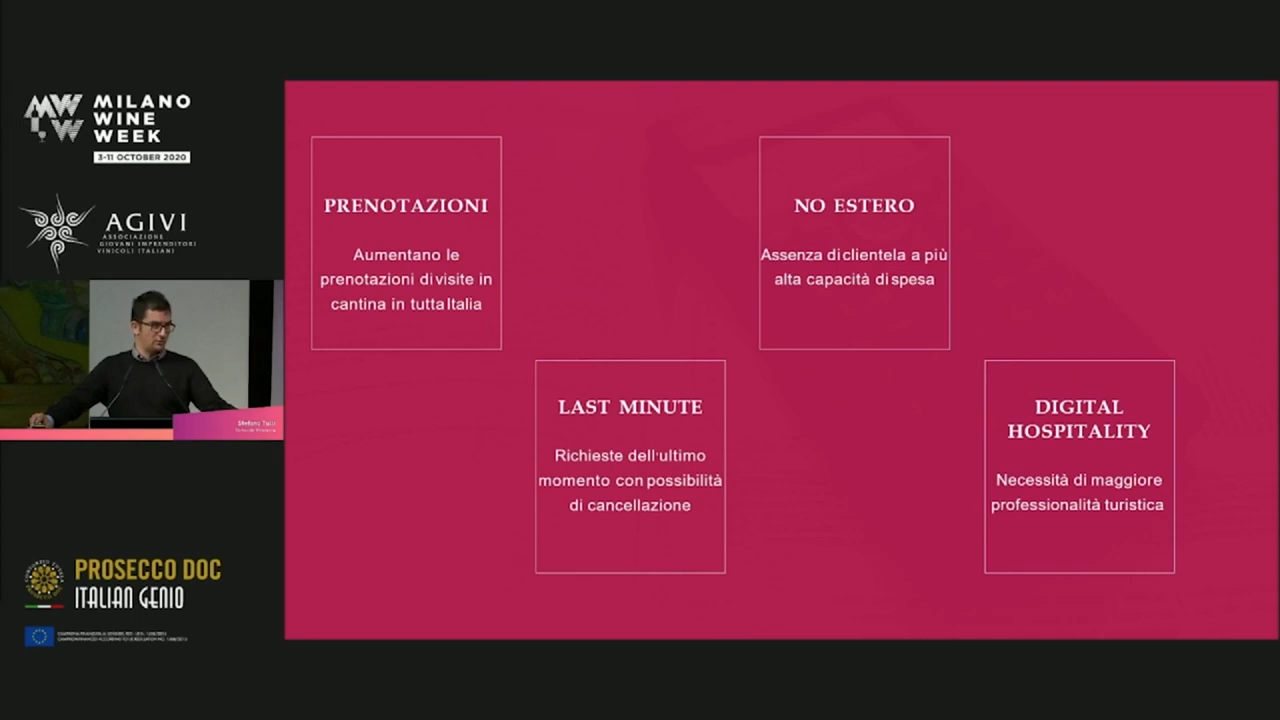 MILANO
WINE
WEEK
3-11 OCTOBER 2020
AGIVI
ASSOCIAZIONE
GIOVANI IMPRENDITORI
VINICOLI ITALIANI
PROSECCO DOC
ITALIAN GENIO
PRENOTAZIONI
Aumentano le
prenotazioni di visite in
cantina in tutta Italia
LAST MINUTE
Richieste dell'ultimo
momento con possibilità
di cancellazione
NO ESTERO
Assenza di clientela a più
alta capacità di spesa
DIGITAL
HOSPITALITY
Necessità di maggiore
professionalità turistica